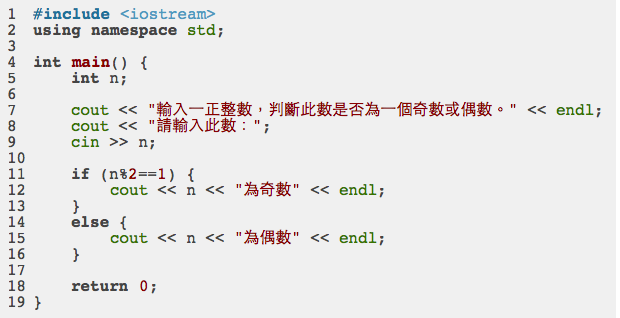 1 #include <iostream>
2 using namespace std;
3
4 int main() {
5     int n;
6
7     cout << "輸入一正整數，判斷此數是否為一個奇數或偶數。" << endl;
8     cout << "請輸入此數：";
9     cin >> n;
10
11     if (n%2==1) {
12         cout << n << "為奇數" << endl;
13     }
14     else {
15         cout << n << "為偶數" << endl;
16     }
17
18     return 0;
19 }